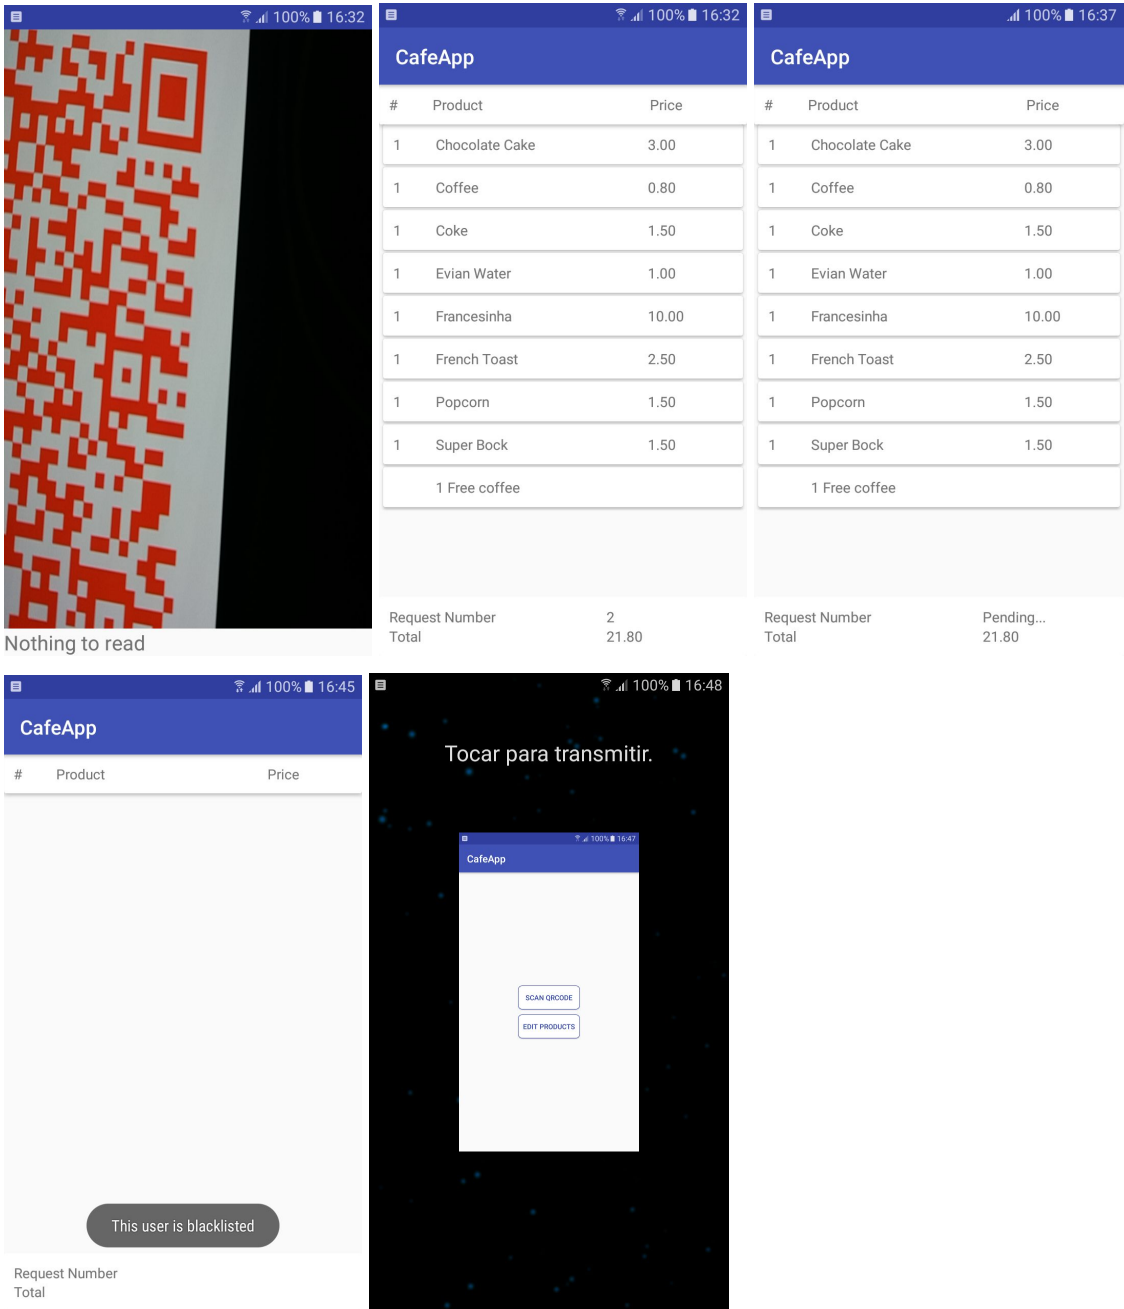 100% 16:32
Nothing to read
100% 16:32
CafeApp
# Product Price
1 Chocolate Cake 3.00
1 Coffee 0.80
1 Coke 1.50
1 Evian Water 1.00
1 Francesinha 10.00
1 French Toast 2.50
1 Popcorn 1.50
1 Super Bock 1.50
1 Free coffee
Request Number 2
Total 21.80
100% 16:37
CafeApp
# Product Price
1 Chocolate Cake 3.00
1 Coffee 0.80
1 Coke 1.50
1 Evian Water 1.00
1 Francesinha 10.00
1 French Toast 2.50
1 Popcorn 1.50
1 Super Bock 1.50
1 Free coffee
Request Number Pending...
Total 21.80
100% 16:45
CafeApp
# Product Price
This user is blacklisted
Request Number
Total
100% 16:48
Tocar para transmitir.
100% 16:47
CafeApp
SCAN QRCODE
EDIT PRODUCTS